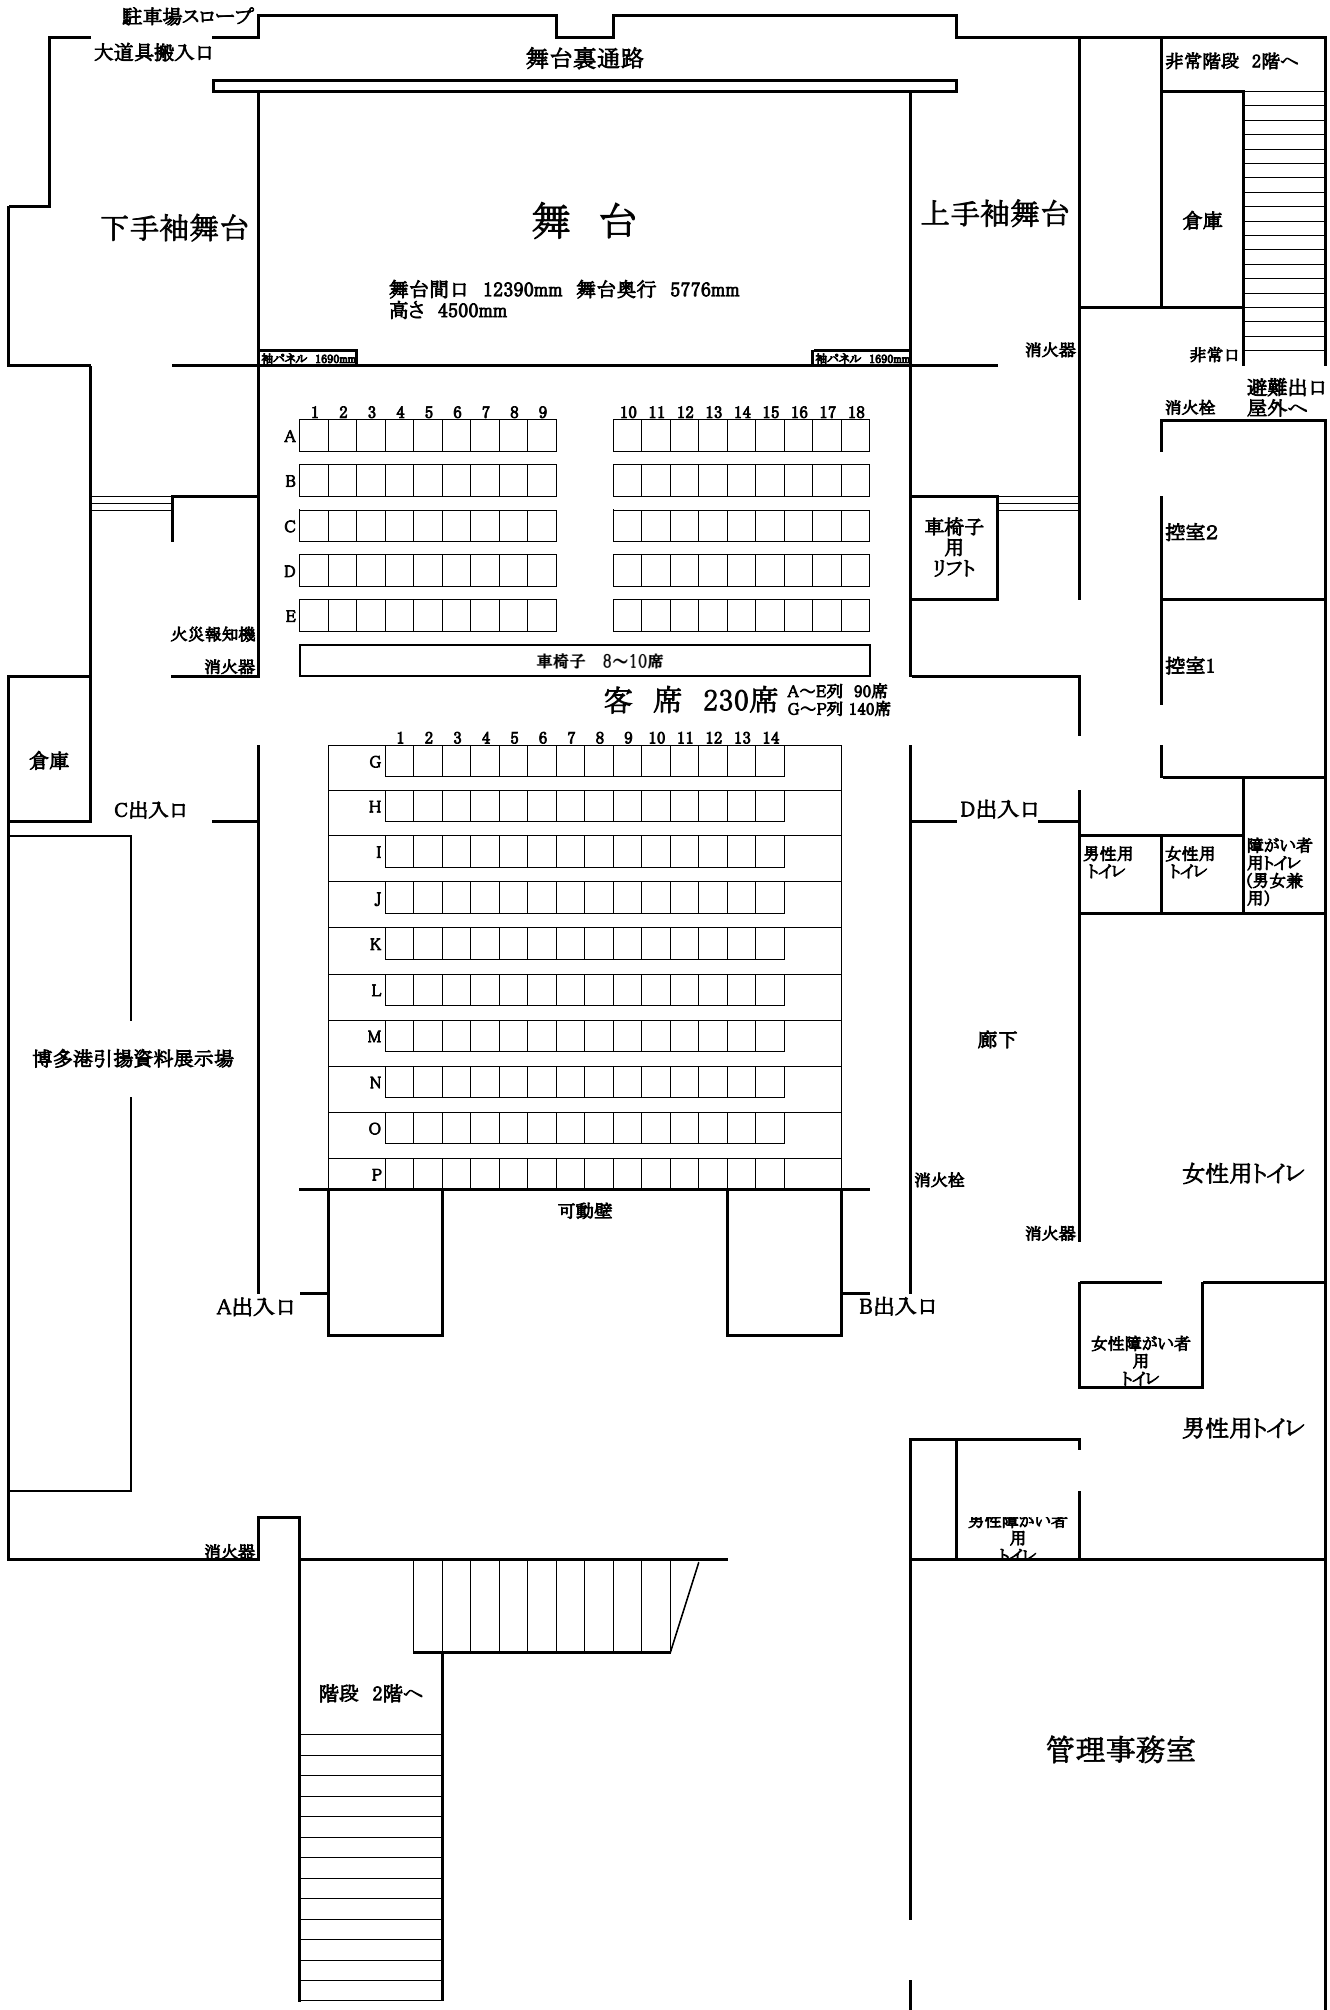 駐車場スロープ
大道具搬入口
舞台裏通路
非常階段 2階へ
下手袖舞台
舞 台
上手袖舞台
倉庫
舞台間口 12390mm 舞台奥行 5776mm
高さ 4500mm
袖パネル 1690mm
袖パネル 1690mm
消火器
非常口
避難出口
屋外へ
消火栓
1 2 3 4 5 6 7 8 9 10 11 12 13 14 15 16 17 18
A
B
C
D
E
車椅子
用
リフト
控室2
火災報知機
消火器
車椅子 8～10席
控室1
客 席 230席
A～E列 90席
G～P列 140席
1 2 3 4 5 6 7 8 9 10 11 12 13 14
G
H
I
J
K
L
M
N
O
P
倉庫
C出入口
D出入口
男性用
トイレ
女性用
トイレ
障がい者
用トイレ
(男女兼
用)
博多港引揚資料展示場
廊下
女性用トイレ
消火栓
可動壁
消火器
A出入口
B出入口
女性障がい者
用
トイレ
男性用トイレ
男性障がい者
用
トイレ
消火器
階段 2階へ
管理事務室